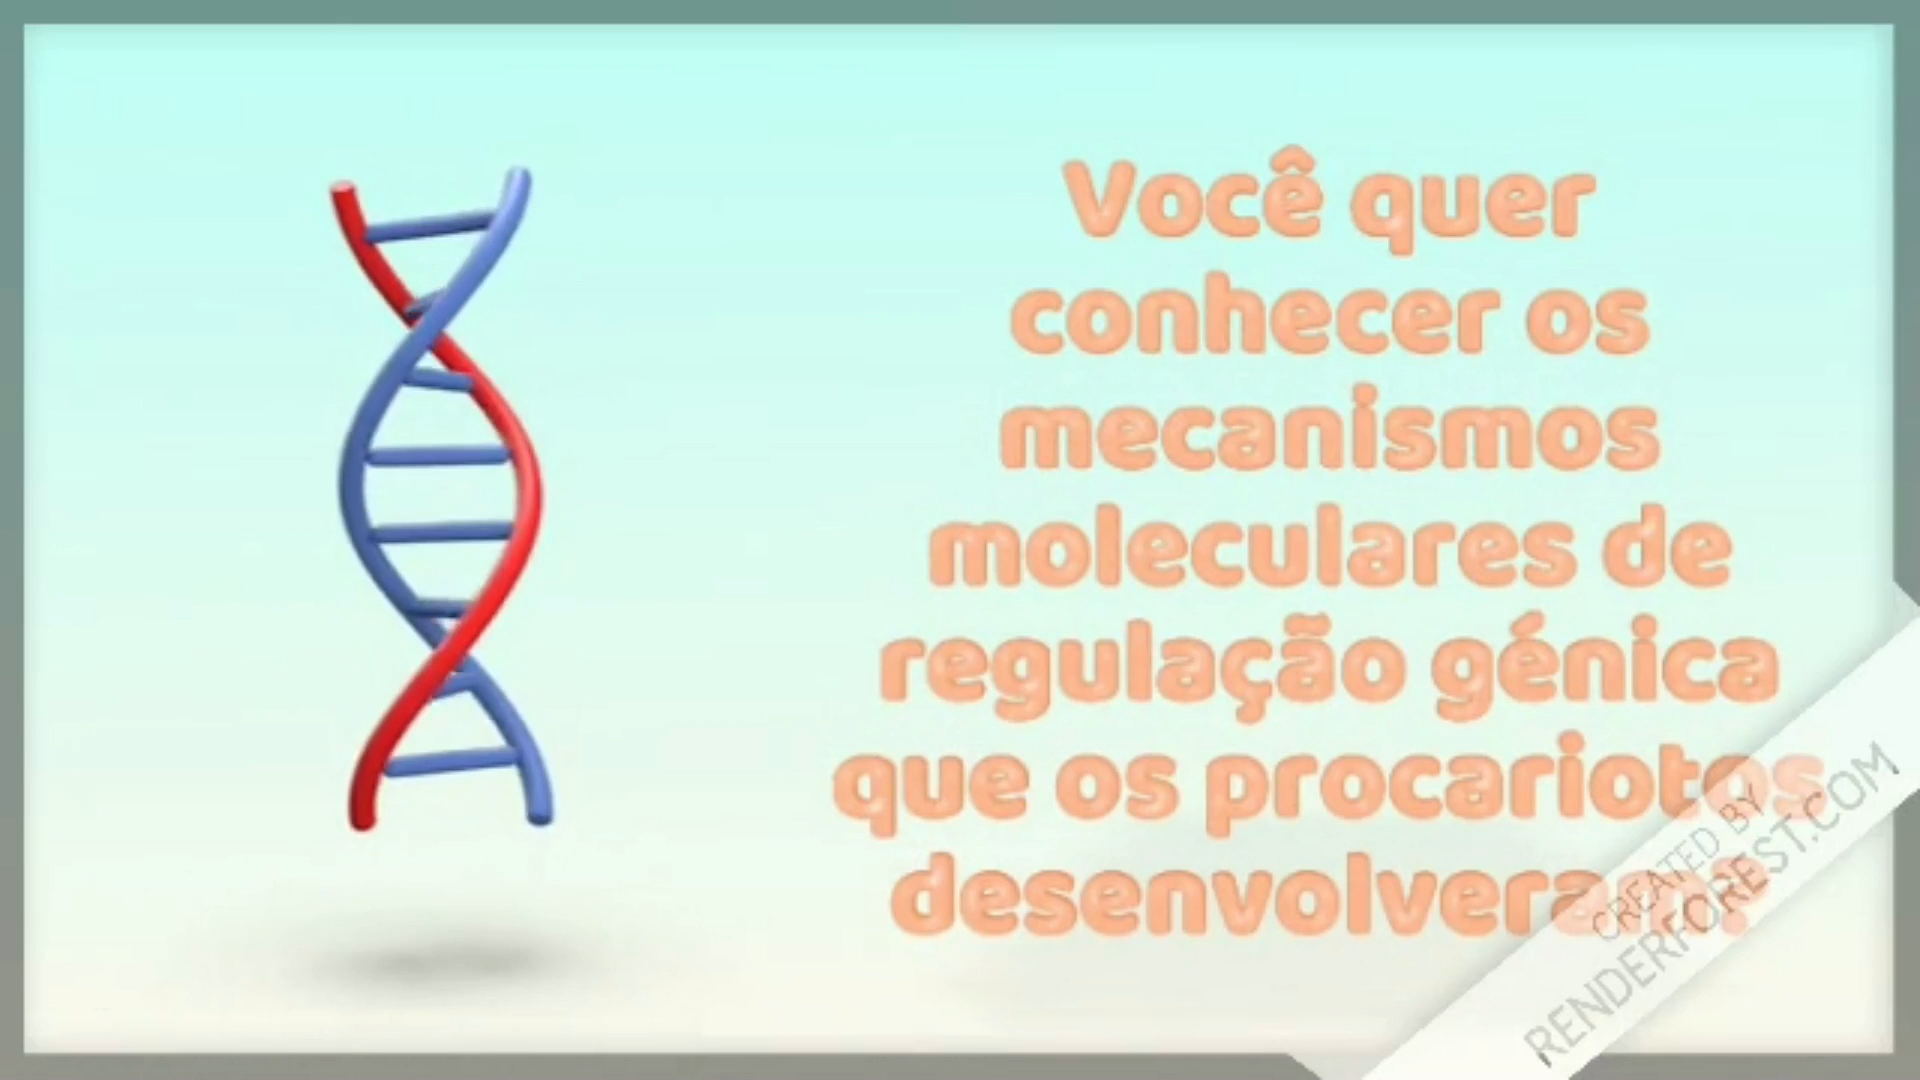 Você quer
conhecer os
mecanismos
moleculares de
regulação génica
que os procariotos
desenvolveram?
CREATED BY
RENDERFOREST.COM